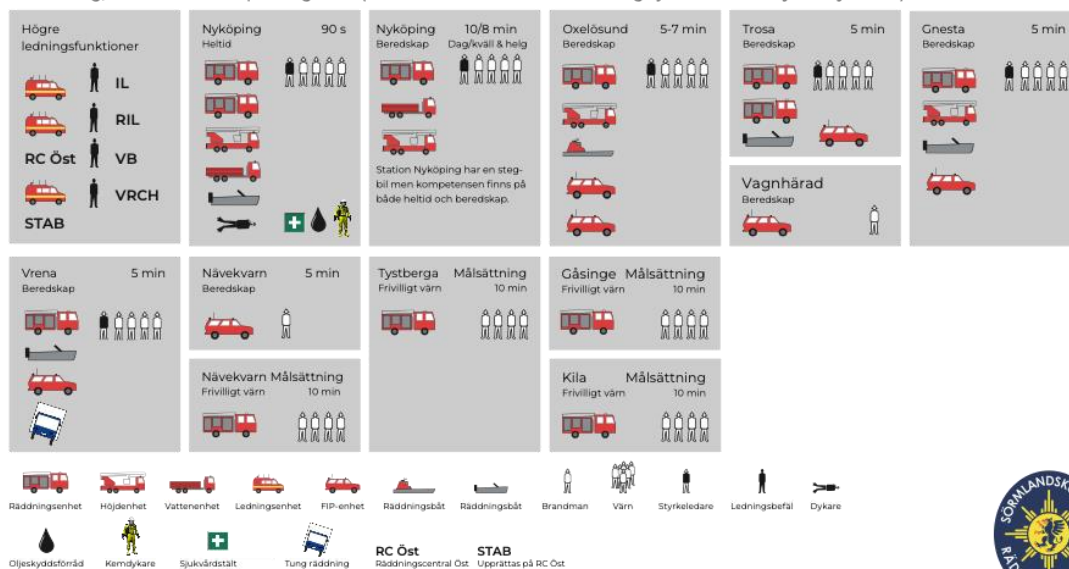 Högre
ledningsfunktioner
IL
RIL
RC Öst
VB
VRCH
STAB
Nyköping 90 s
Heltid
Nyköping 10/8 min
Beredskap Dag/kväll & helg
Station Nyköping har en steg-
bil men kompetensen finns på
både heltid och beredskap.
Oxelösund 5-7 min
Beredskap
Trosa 5 min
Beredskap
Vagnhärad
Beredskap
Gnesta 5 min
Beredskap
Vrena 5 min
Beredskap
Nävekvarn 5 min
Beredskap
Nävekvarn Målsättning
Frivilligt värn 10 min
Tystberga Målsättning
Frivilligt värn 10 min
Gåsinge Målsättning
Frivilligt värn 10 min
Kila Målsättning
Frivilligt värn 10 min
Räddningsenhet Höjdenhet Vattenenhet Ledningsenhet FIP-enhet Räddningsbåt Räddningsbåt Brandman Värn Styrkeledare Ledningsbefäl Dykare
Oljeskyddsförråd Kemdykare Sjukvårdstält Tung räddning
RC Öst
Räddningscentral Öst
STAB
Upprättas på RC Öst